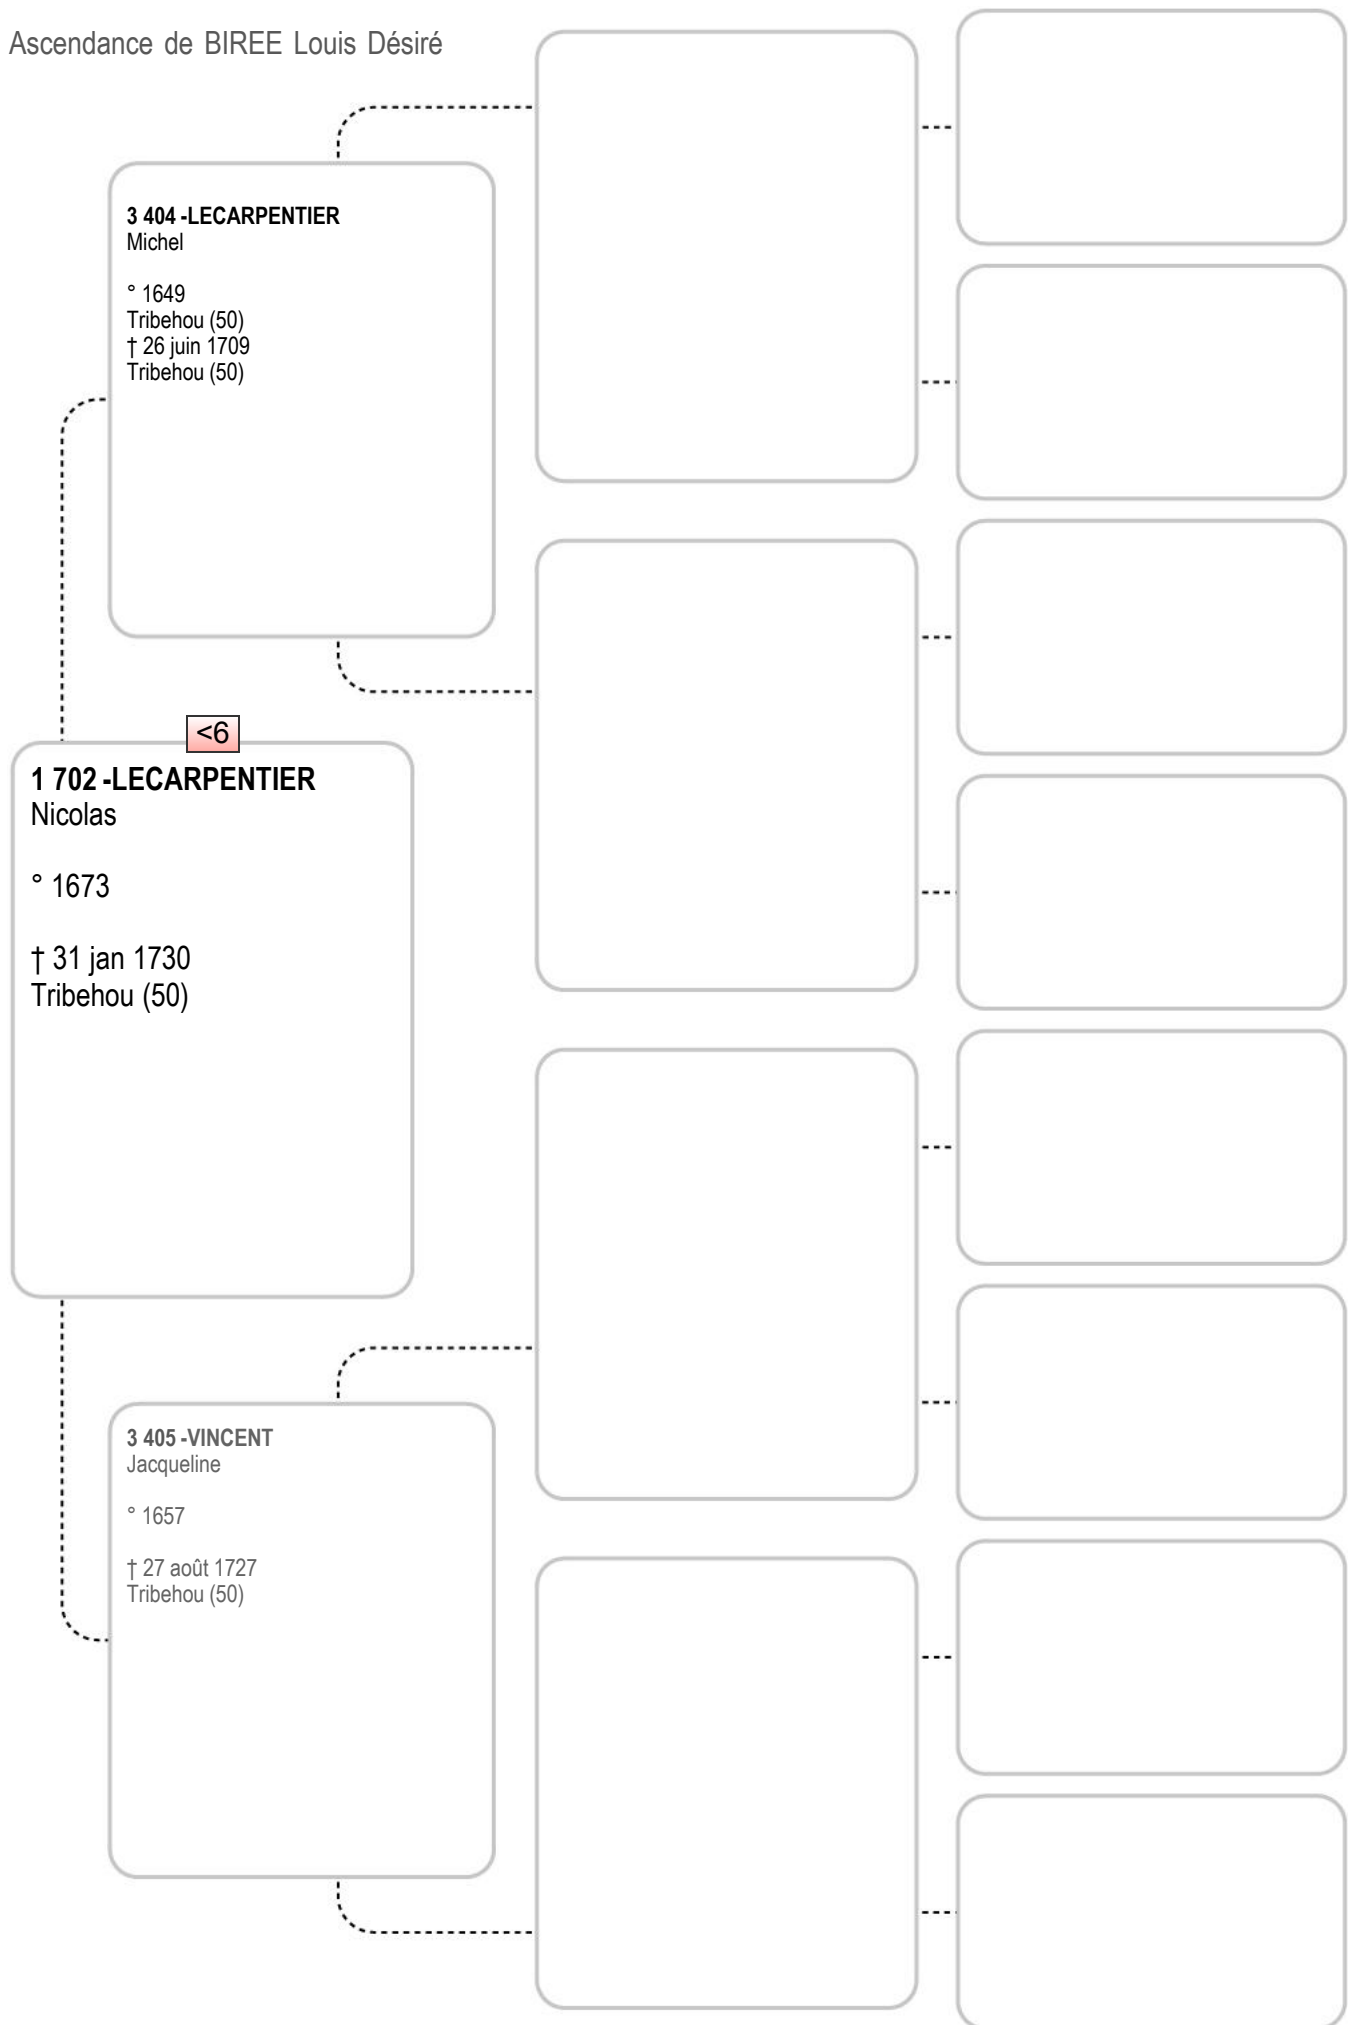 Ascendance de BIREE Louis Désiré
3 404 -LECARPENTIER
Michel
° 1649
Tribehou (50)
† 26 juin 1709
Tribehou (50)
<6
1 702 -LECARPENTIER
Nicolas
° 1673
† 31 jan 1730
Tribehou (50)
3 405 -VINCENT
Jacqueline
° 1657
† 27 août 1727
Tribehou (50)